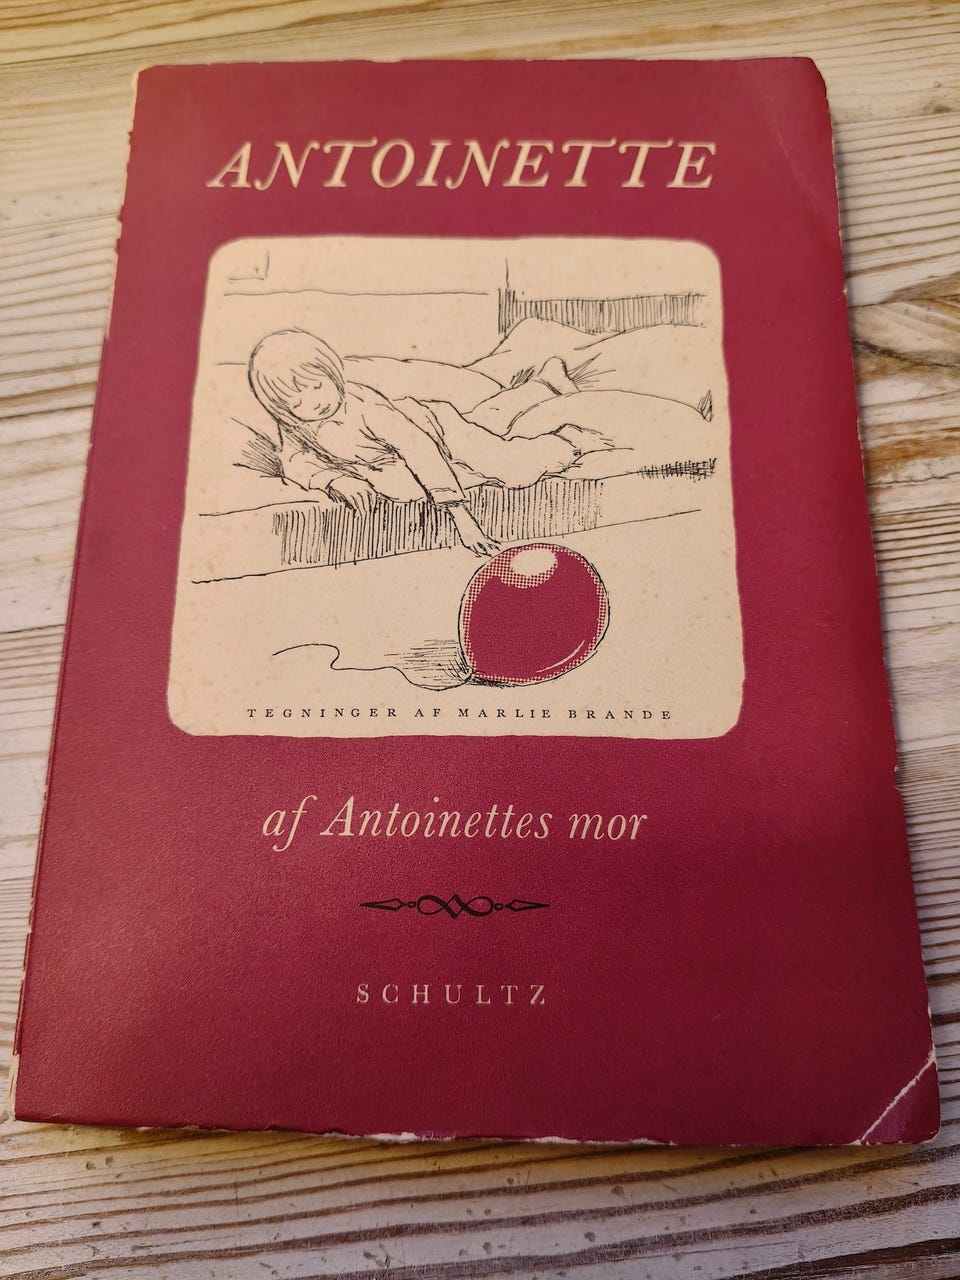 ANTOINETTE
TEGNINGER AF MARLIE BRANDE
af Antoinettes mor
SCHULTZ